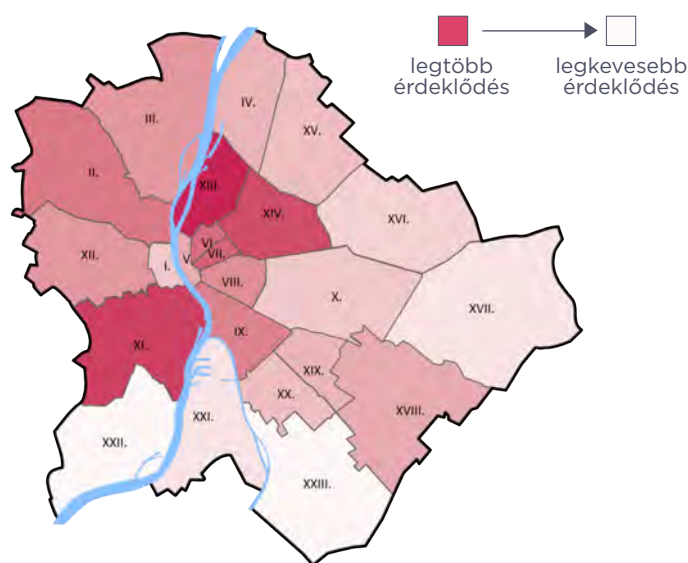 legtöbb
érdeklődés
legkevesebb
érdeklődés
III.
IV.
XV.
II.
XIII.
XIV.
XVI.
XII.
I.
V.
VI.
VII.
VIII.
X.
XVII.
XI.
IX.
XIX.
XX.
XVIII.
XXII.
XXI.
XXIII.